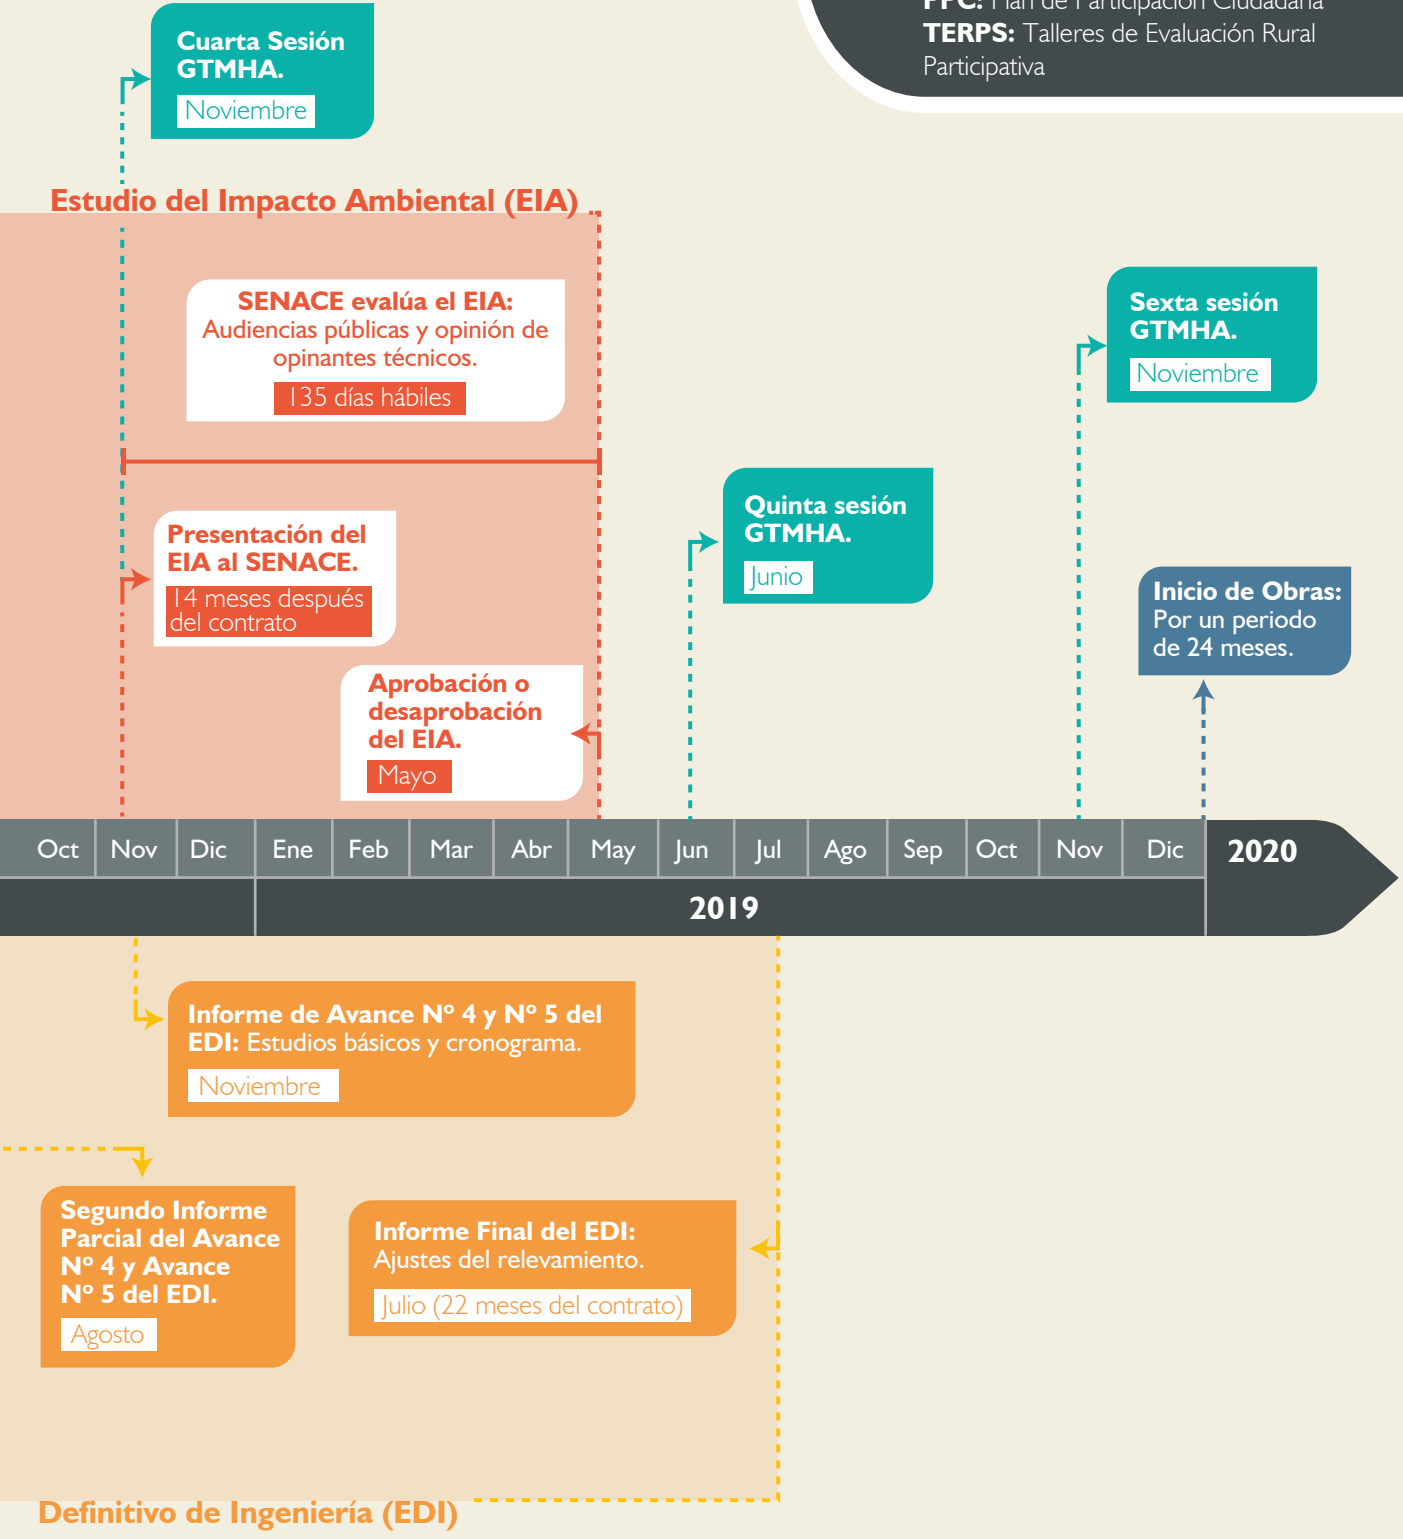 PPC: Plan de Participación Ciudadana
TERPS: Talleres de Evaluación Rural
Participativa
Cuarta Sesión
GTMHA.
Noviembre
Estudio del Impacto Ambiental (EIA)
SENACE evalúa el EIA:
Audiencias públicas y opinión de
opinantes técnicos.
135 días hábiles
Sexta sesión
GTMHA.
Noviembre
Quinta sesión
GTMHA.
Junio
Presentación del
EIA al SENACE.
14 meses después
del contrato
Inicio de Obras:
Por un periodo
de 24 meses.
Aprobación o
desaprobación
del EIA.
Mayo
Oct Nov Dic Ene Feb Mar Abr May Jun Jul Ago Sep Oct Nov Dic 2020
2019
Informe de Avance Nº 4 y Nº 5 del
EDI: Estudios básicos y cronograma.
Noviembre
Segundo Informe
Parcial del Avance
Nº 4 y Avance
Nº 5 del EDI.
Agosto
Informe Final del EDI:
Ajustes del relevamiento.
Julio (22 meses del contrato)
Definitivo de Ingeniería (EDI)